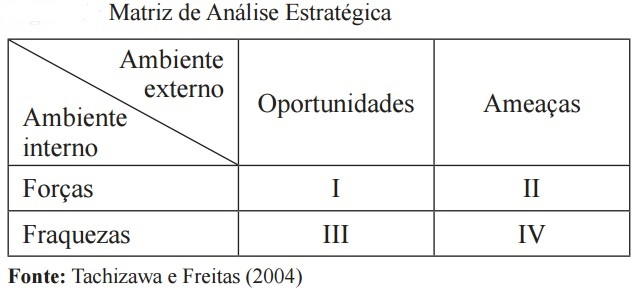 Matriz de Análise Estratégica
Ambiente externo
Ambiente interno
Oportunidades
Ameaças
Forças I II
Fraquezas III IV
Fonte: Tachizawa e Freitas (2004)